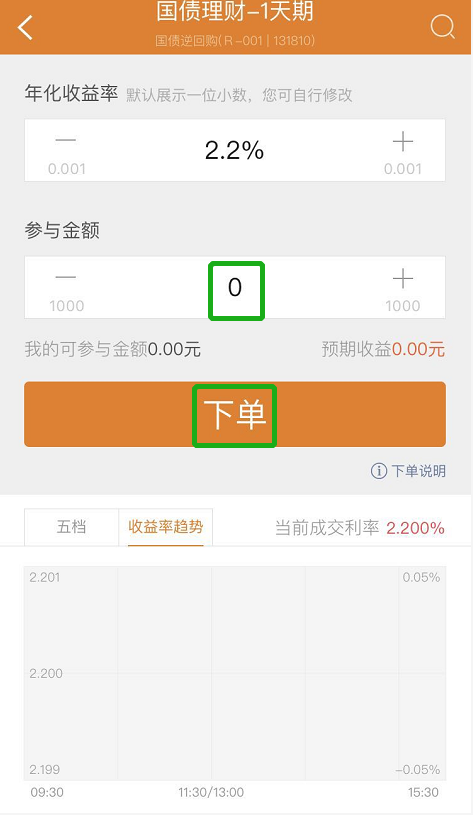 国债理财-1天期
国债逆回购(R-001 | 131810)
年化收益率 默认展示一位小数，您可自行修改
— 2.2% +
0.001 0.001
参与金额
— 0 +
1000 1000
我的可参与金额0.00元 预期收益0.00元
下单
下单说明
五档 收益率趋势 当前成交利率 2.200%
2.201 0.05%
2.200
2.199 -0.05%
09:30 11:30/13:00 15:30